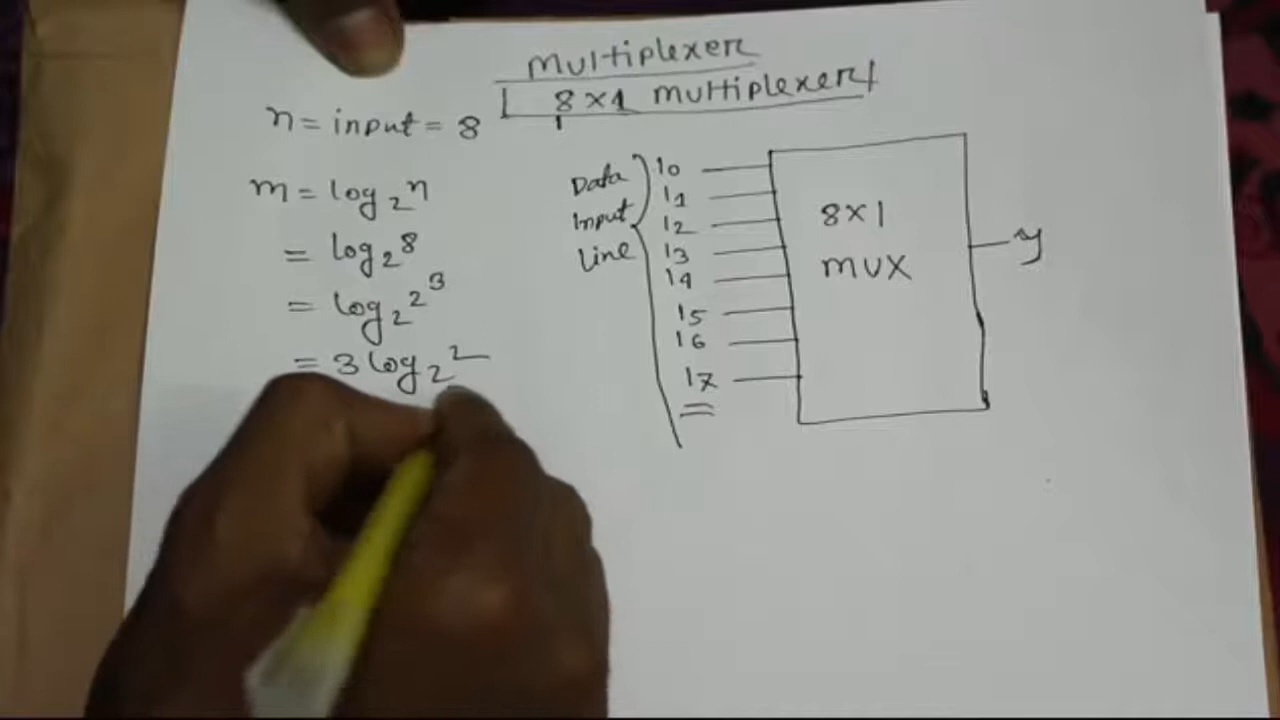 Multiplexer
8×1 multiplexer
n = input = 8
m = log₂n
= log₂8
= log₂2³
= 3 log₂2
Data
Input
Line
I0
I1
I2
I3
I4
I5
I6
I7
8×1
MUX
y